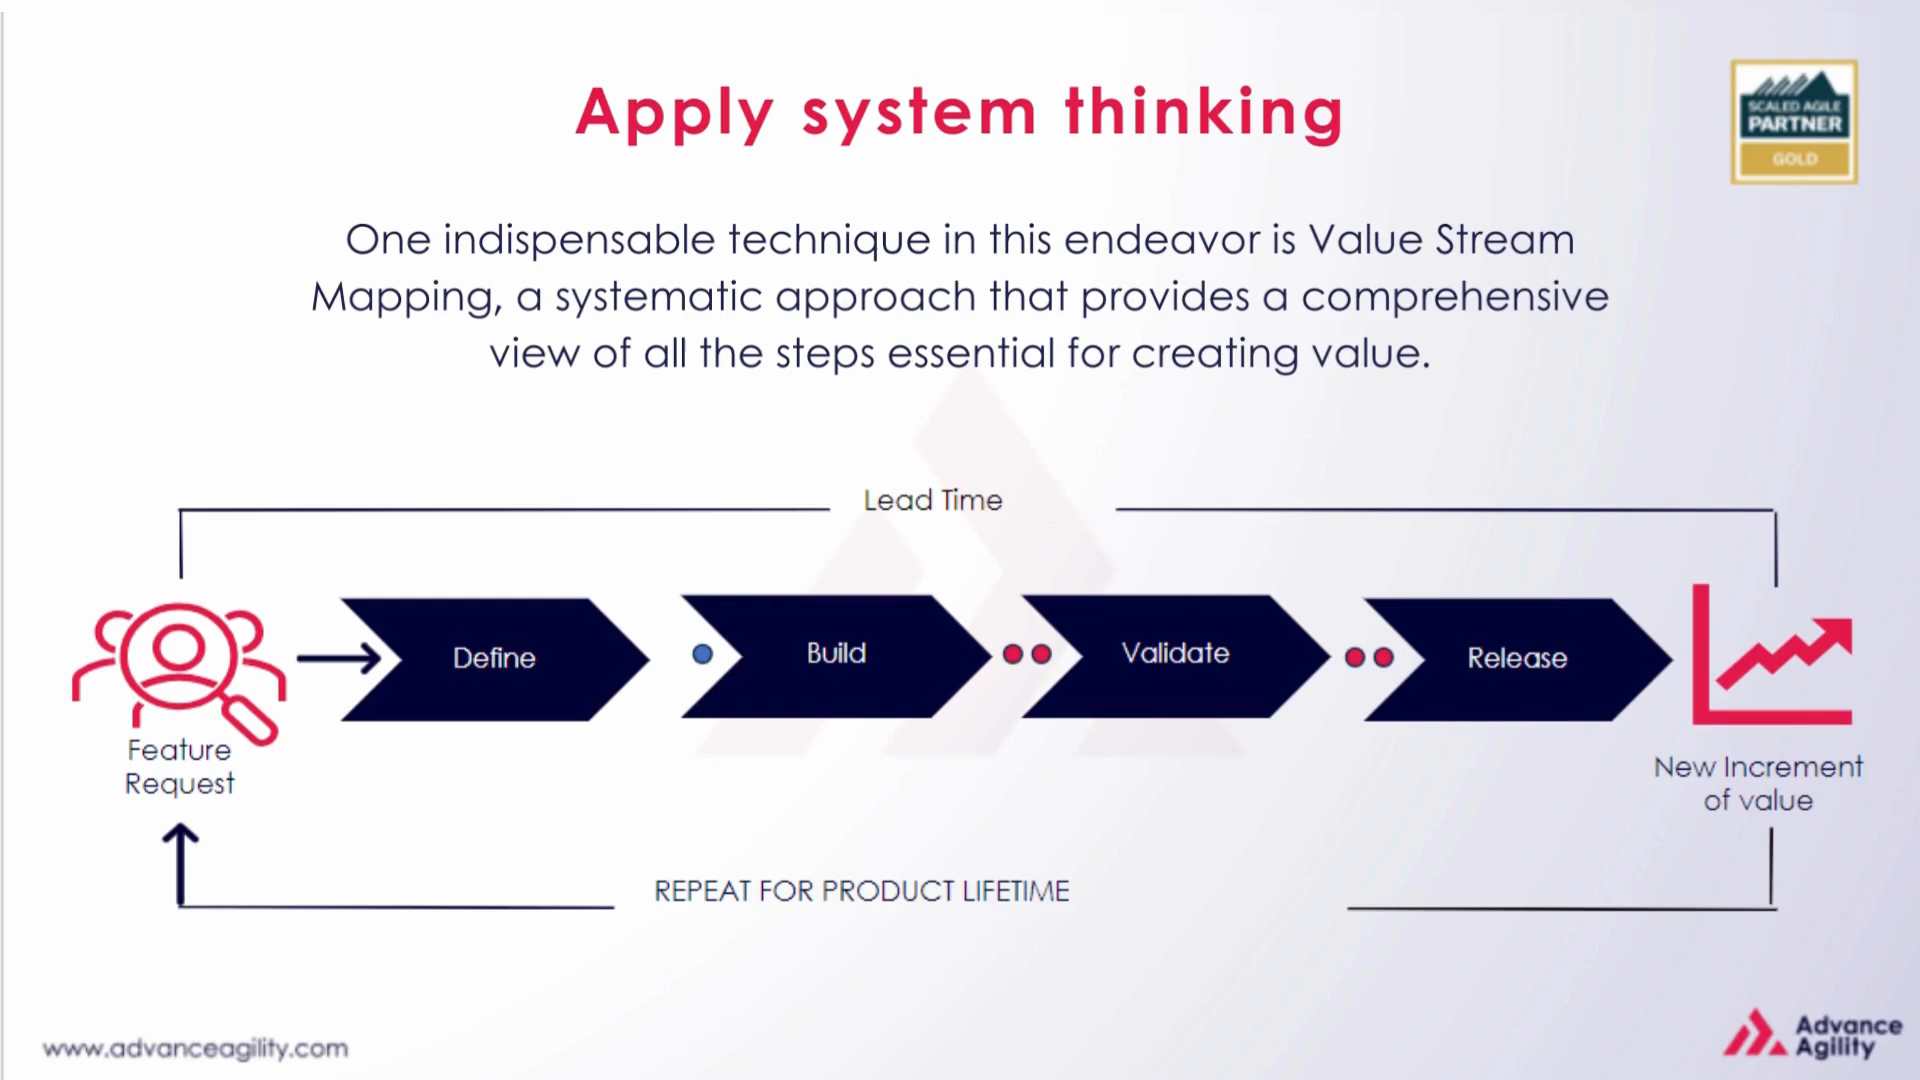 Apply system thinking
SCALED AGILE
PARTNER
GOLD
One indispensable technique in this endeavor is Value Stream
Mapping, a systematic approach that provides a comprehensive
view of all the steps essential for creating value.
Lead Time
Define
Build
Validate
Release
Feature
Request
New Increment
of value
REPEAT FOR PRODUCT LIFETIME
www.advanceagility.com
Advance
Agility